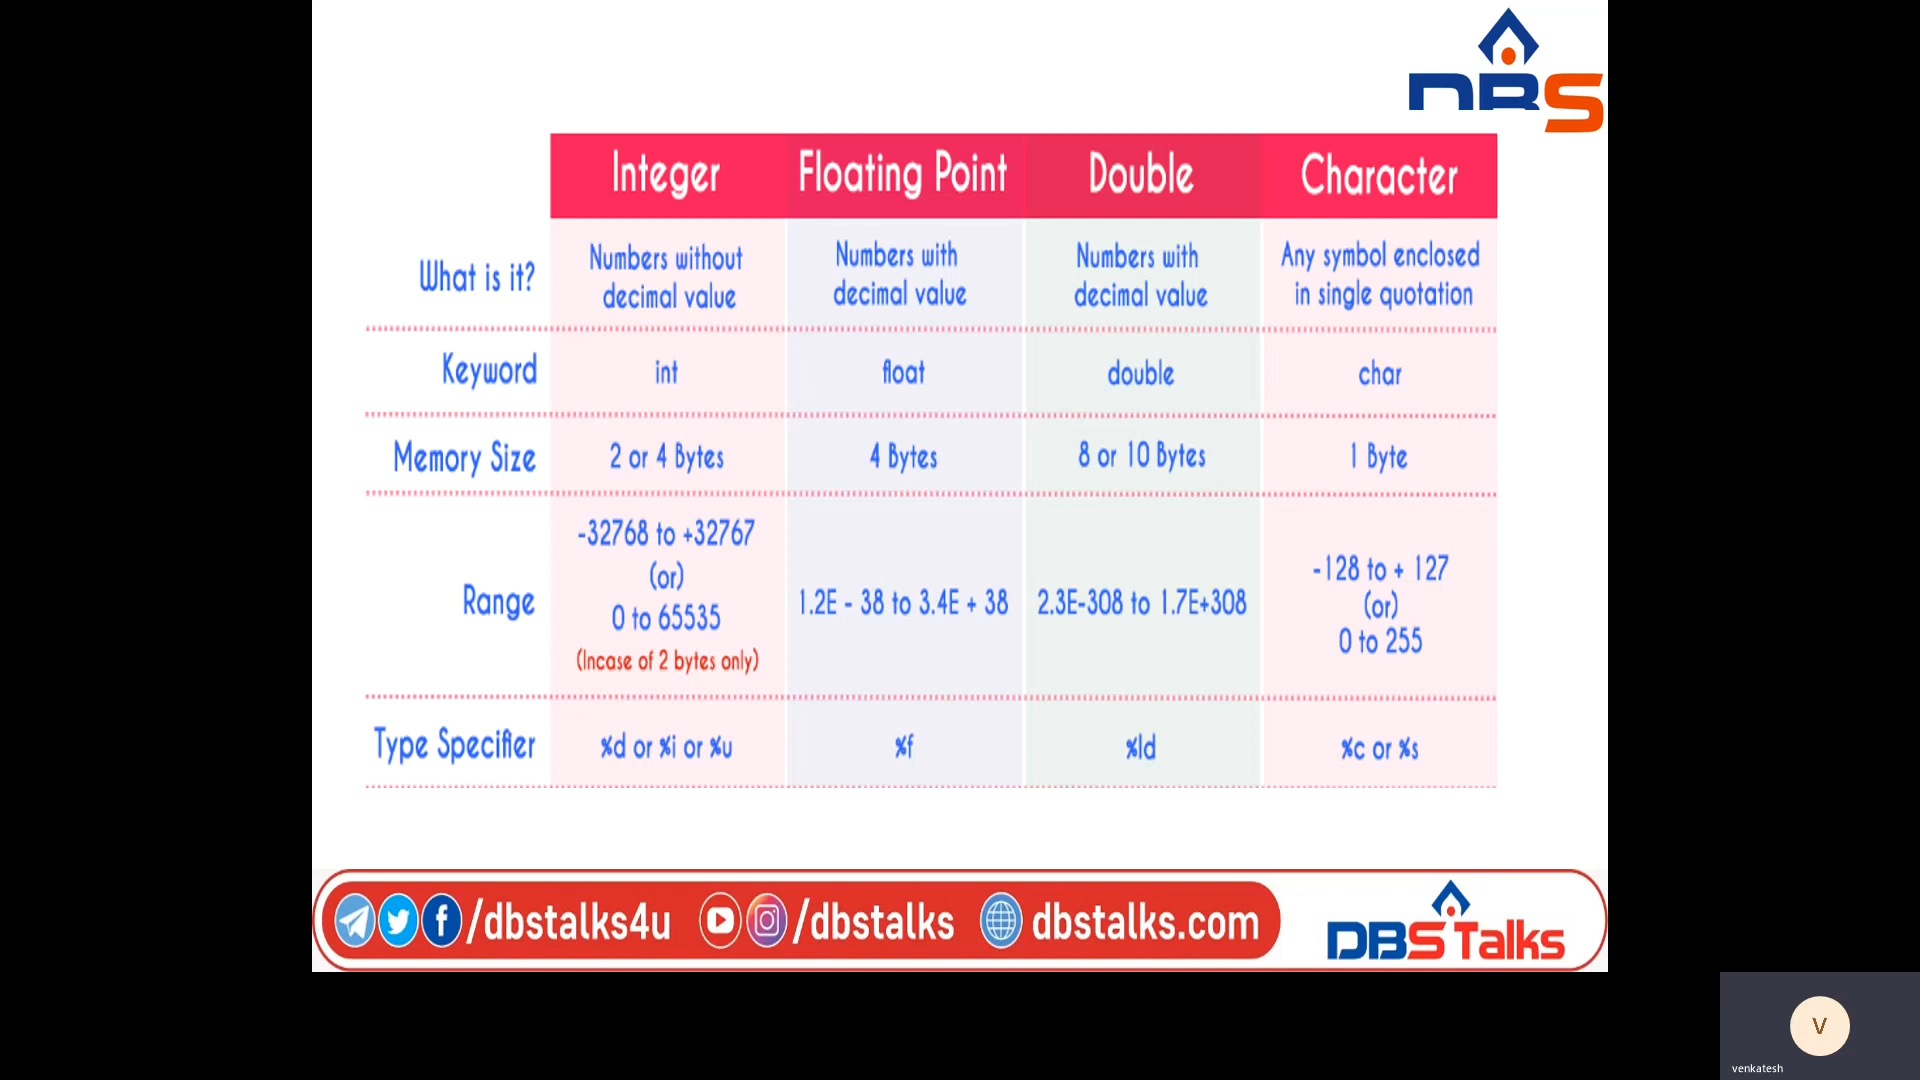 DBS
Integer Floating Point Double Character
What is it? Numbers without decimal value Numbers with decimal value Numbers with decimal value Any symbol enclosed in single quotation
Keyword int float double char
Memory Size 2 or 4 Bytes 4 Bytes 8 or 10 Bytes 1 Byte
Range
-32768 to +32767
(or)
0 to 65535
(Incase of 2 bytes only)
1.2E - 38 to 3.4E + 38
2.3E-308 to 1.7E+308
-128 to + 127
(or)
0 to 255
Type Specifier %d or %i or %u %f %ld %c or %s
/dbstalks4u /dbstalks dbstalks.com
DBS Talks
V
venkatesh